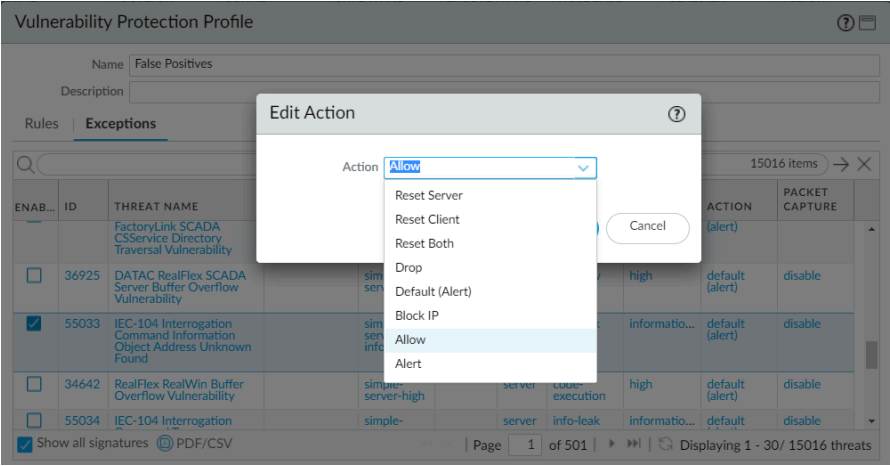 Vulnerability Protection Profile
Name False Positives
Description
Edit Action
Rules | Exceptions
Action Allow
15016 items
Reset Server
Reset Client
Reset Both
Drop
Default (Alert)
Block IP
Allow
Alert
Cancel
ENAB... ID THREAT NAME ACTION PACKET CAPTURE
FactoryLink SCADA
CSService Directory
Traversal Vulnerability
(alert)
36925 DATAC RealFlex SCADA high default disable
Server Buffer Overflow (alert)
Vulnerability
55033 IEC-104 Interrogation informatio... default disable
Command Information (alert)
Object Address Unknown
Found
34642 RealFlex RealWin Buffer simple- server code- high default disable
Overflow Vulnerability server-high execution (alert)
55034 IEC-104 Interrogation simple- server info-leak informatio... default disable
Show all signatures PDF/CSV Page 1 of 501 Displaying 1 - 30/ 15016 threats